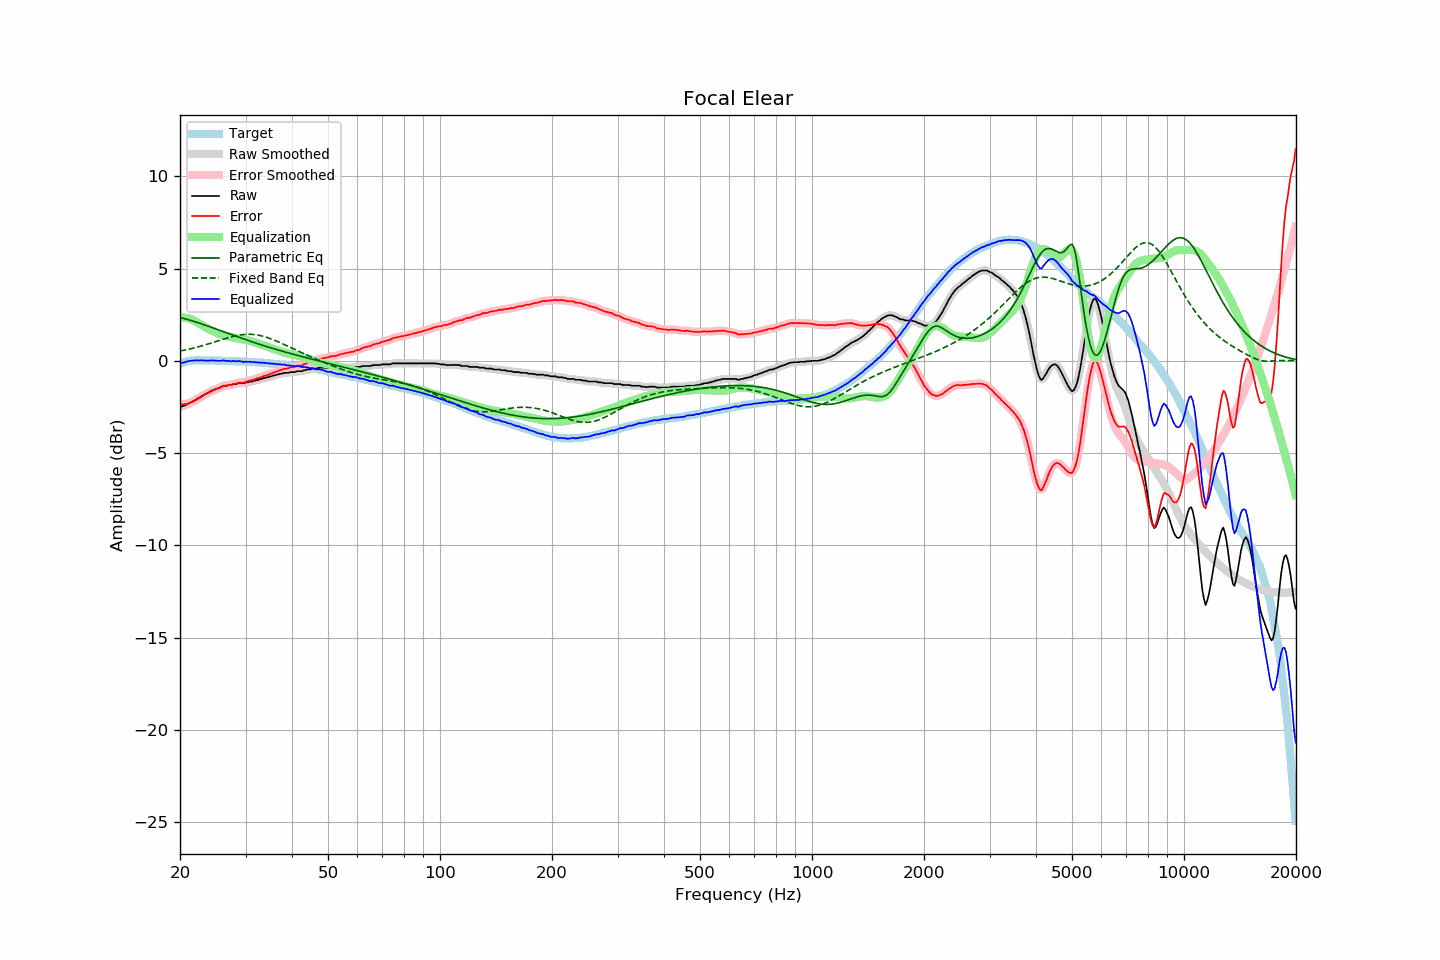 Focal Elear
Target
Raw Smoothed
Error Smoothed
Raw
Error
Equalization
Parametric Eq
Fixed Band Eq
Equalized
10
5
0
−5
−10
−15
−20
−25
Amplitude (dBr)
20 50 100 200 500 1000 2000 5000 10000 20000
Frequency (Hz)